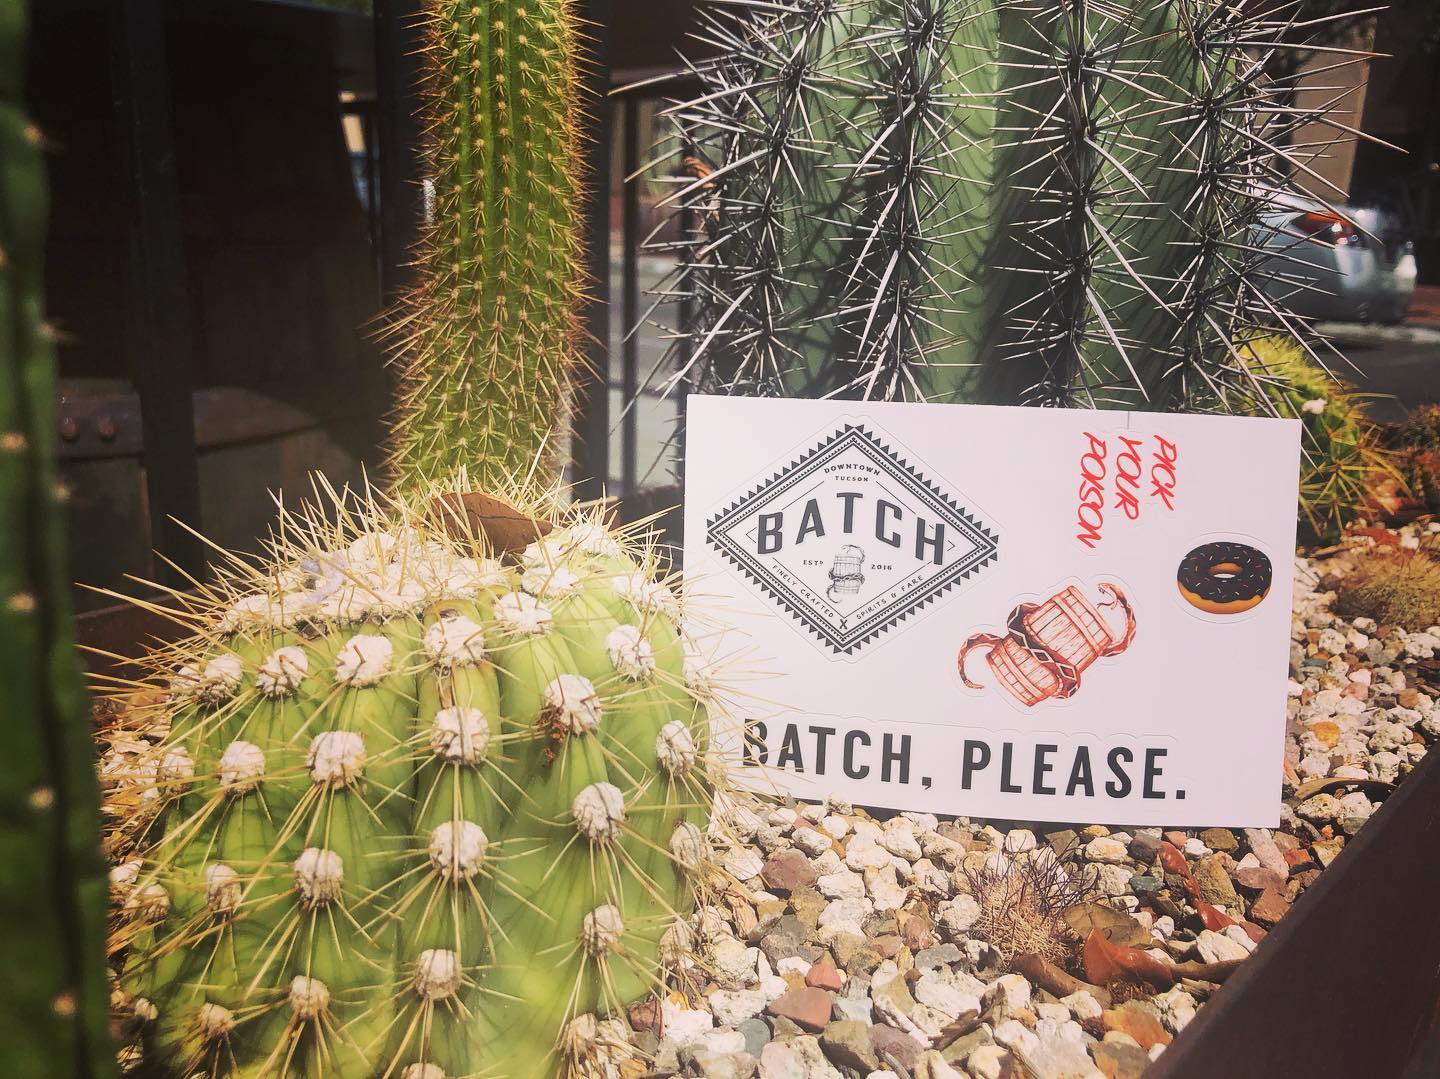 DOWNTOWN
TUCSON
BATCH
ESTD 2016
FINELY CRAFTED X SPIRITS & FARE
PICK
YOUR
POISON
BATCH, PLEASE.